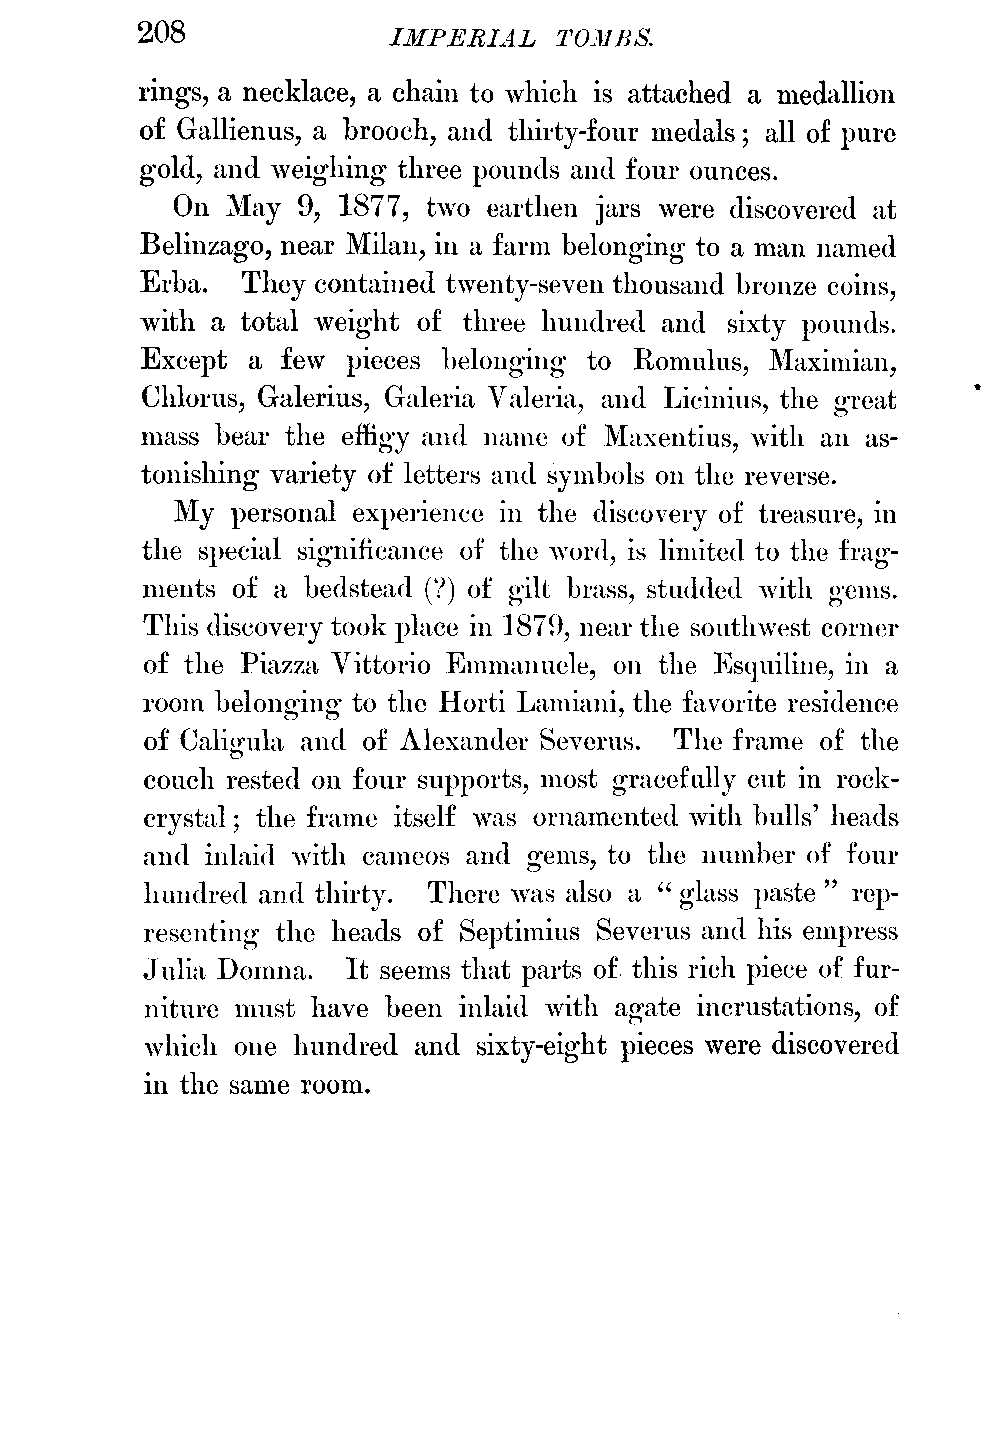 208 IMPERIAL TOMBS.
rings, a necklace, a chain to which is attached a medallion
of Gallienus, a brooch, and thirty-four medals; all of pure
gold, and weighing three pounds and four ounces.
On May 9, 1877, two earthen jars were discovered at
Belinzago, near Milan, in a farm belonging to a man named
Erba. They contained twenty-seven thousand bronze coins,
with a total weight of three hundred and sixty pounds.
Except a few pieces belonging to Romulus, Maximian,
Chlorus, Galerius, Galeria Valeria, and Licinius, the great
mass bear the effigy and name of Maxentius, with an as-
tonishing variety of letters and symbols on the reverse.
My personal experience in the discovery of treasure, in
the special significance of the word, is limited to the frag-
ments of a bedstead (?) of gilt brass, studded with gems.
This discovery took place in 1879, near the southwest corner
of the Piazza Vittorio Emmanuele, on the Esquiline, in a
room belonging to the Horti Lamiani, the favorite residence
of Caligula and of Alexander Severus. The frame of the
couch rested on four supports, most gracefully cut in rock-
crystal; the frame itself was ornamented with bulls' heads
and inlaid with cameos and gems, to the number of four
hundred and thirty. There was also a "glass paste" rep-
resenting the heads of Septimius Severus and his empress
Julia Domna. It seems that parts of this rich piece of fur-
niture must have been inlaid with agate incrustations, of
which one hundred and sixty-eight pieces were discovered
in the same room.